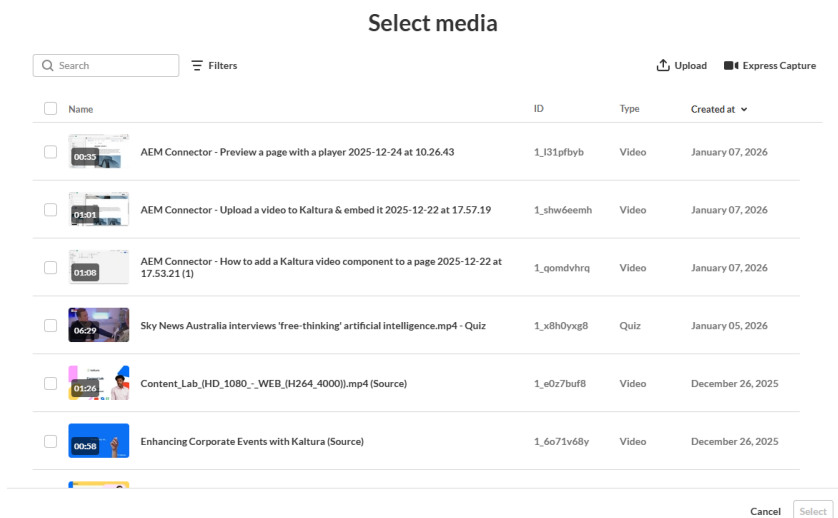 Select media
Search
Filters
Upload
Express Capture
Name
ID
Type
Created at
00:35
AEM Connector - Preview a page with a player 2025-12-24 at 10.26.43
1_l31pfbyb
Video
January 07, 2026
01:01
AEM Connector - Upload a video to Kaltura & embed it 2025-12-22 at 17.57.19
1_shw6eemh
Video
January 07, 2026
01:08
AEM Connector - How to add a Kaltura video component to a page 2025-12-22 at
17.53.21 (1)
1_qomdvhrq
Video
January 07, 2026
06:29
Sky News Australia interviews 'free-thinking' artificial intelligence.mp4 - Quiz
1_x8h0yxg8
Quiz
January 05, 2026
01:26
Content_Lab_(HD_1080_-_WEB_(H264_4000)).mp4 (Source)
1_e0z7buf8
Video
December 26, 2025
00:58
Enhancing Corporate Events with Kaltura (Source)
1_6o71v68y
Video
December 26, 2025
Cancel
Select